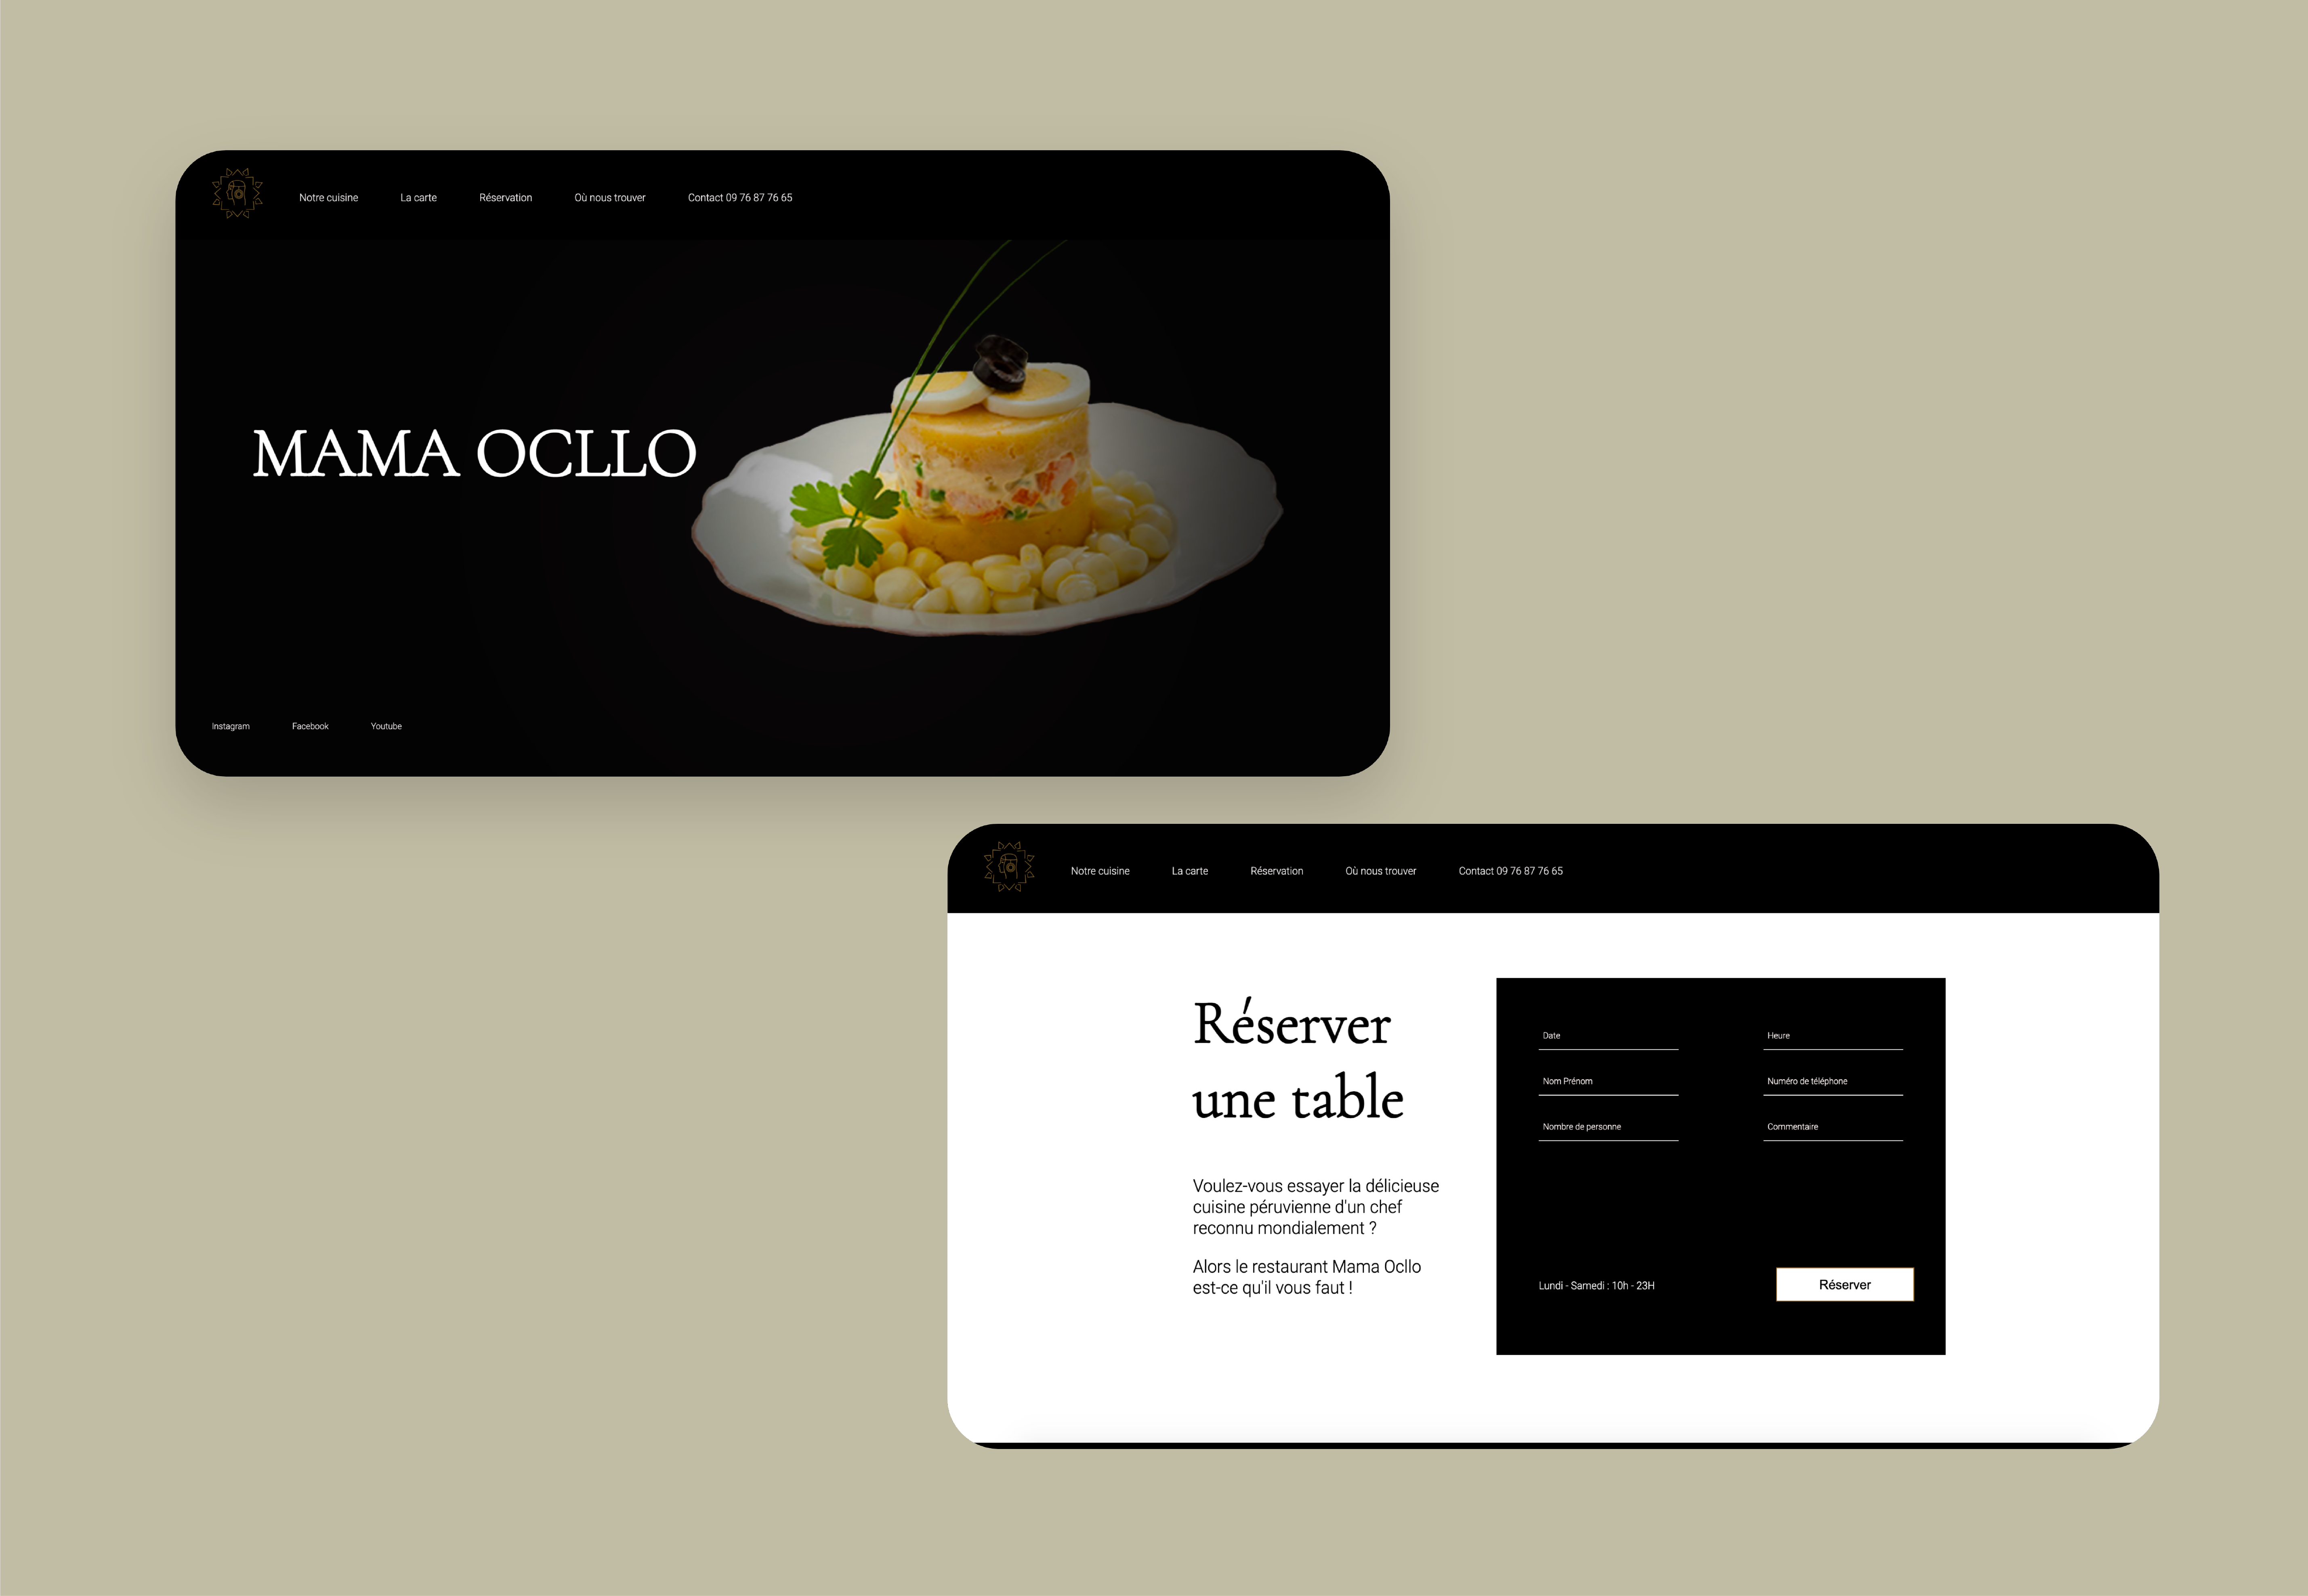 Notre cuisine La carte Réservation Où nous trouver Contact 09 76 87 76 65
MAMA OCLLO
Instagram Facebook Youtube
Notre cuisine La carte Réservation Où nous trouver Contact 09 76 87 76 65
Réserver
une table
Voulez-vous essayer la délicieuse
cuisine péruvienne d'un chef
reconnu mondialement ?
Alors le restaurant Mama Ocllo
est-ce qu'il vous faut !
Date Heure
Nom Prénom Numéro de téléphone
Nombre de personne Commentaire
Lundi - Samedi : 10h - 23H Réserver